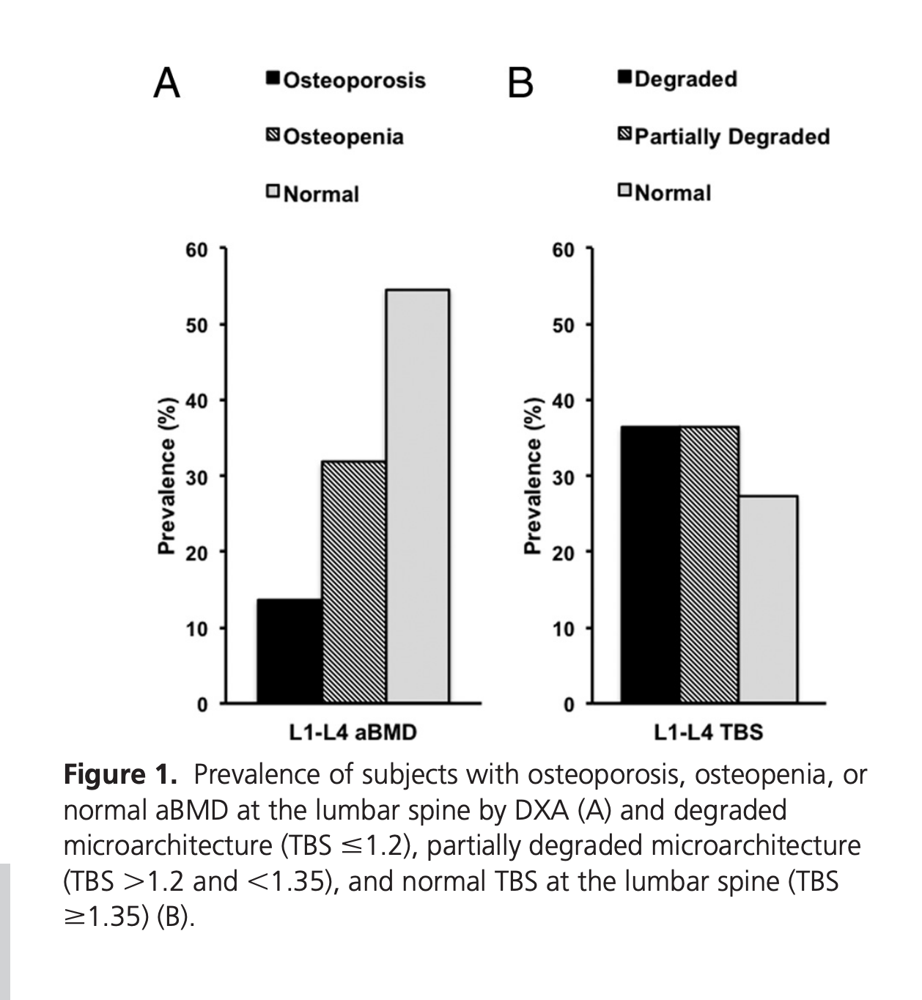 A
Osteoporosis
Osteopenia
Normal
60
50
40
30
20
10
0
Prevalence (%)
L1-L4 aBMD
B
Degraded
Partially Degraded
Normal
60
50
40
30
20
10
0
Prevalence (%)
L1-L4 TBS
Figure 1. Prevalence of subjects with osteoporosis, osteopenia, or
normal aBMD at the lumbar spine by DXA (A) and degraded
microarchitecture (TBS ≤1.2), partially degraded microarchitecture
(TBS >1.2 and <1.35), and normal TBS at the lumbar spine (TBS
≥1.35) (B).